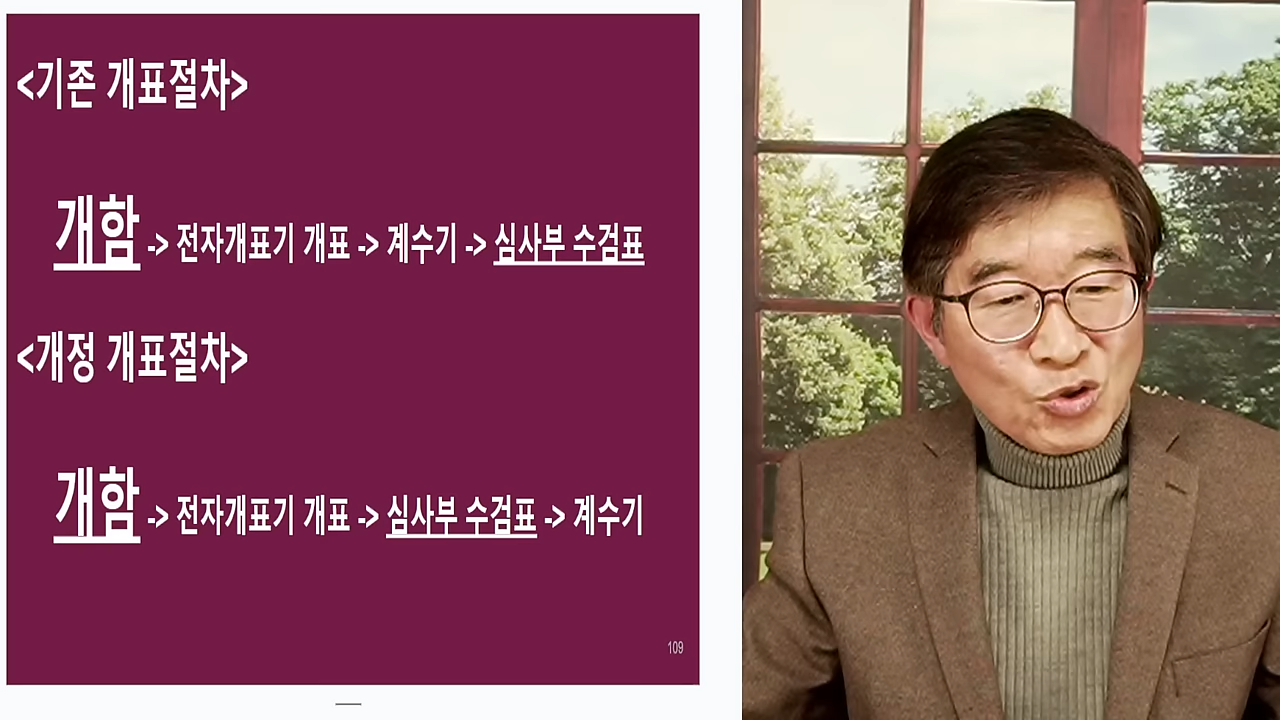 <기존 개표절차>
개함 -> 전자개표기 개표 -> 계수기 -> 심사부 수검표
<개정 개표절차>
개함 -> 전자개표기 개표 -> 심사부 수검표 -> 계수기
109